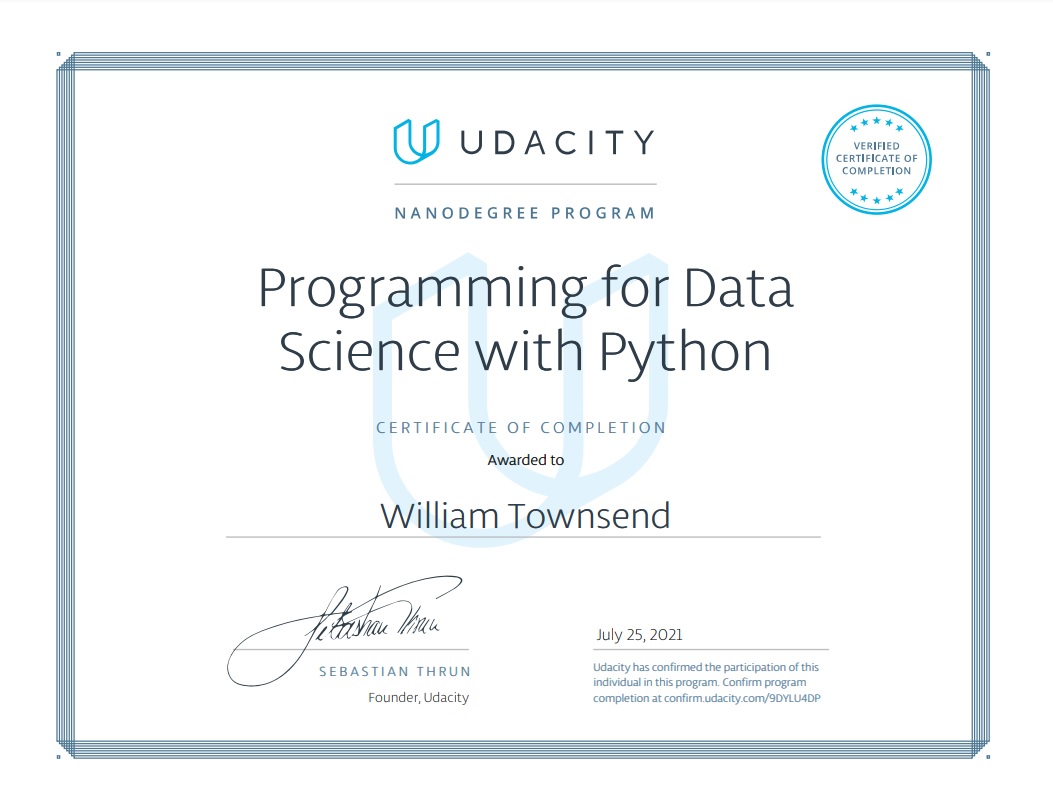 UDACITY
VERIFIED
CERTIFICATE OF
COMPLETION
NANODEGREE PROGRAM
Programming for Data
Science with Python
CERTIFICATE OF COMPLETION
Awarded to
William Townsend
Sebastian Thrun
SEBASTIAN THRUN
Founder, Udacity
July 25, 2021
Udacity has confirmed the participation of this
individual in this program. Confirm program
completion at confirm.udacity.com/9DYLU4DP